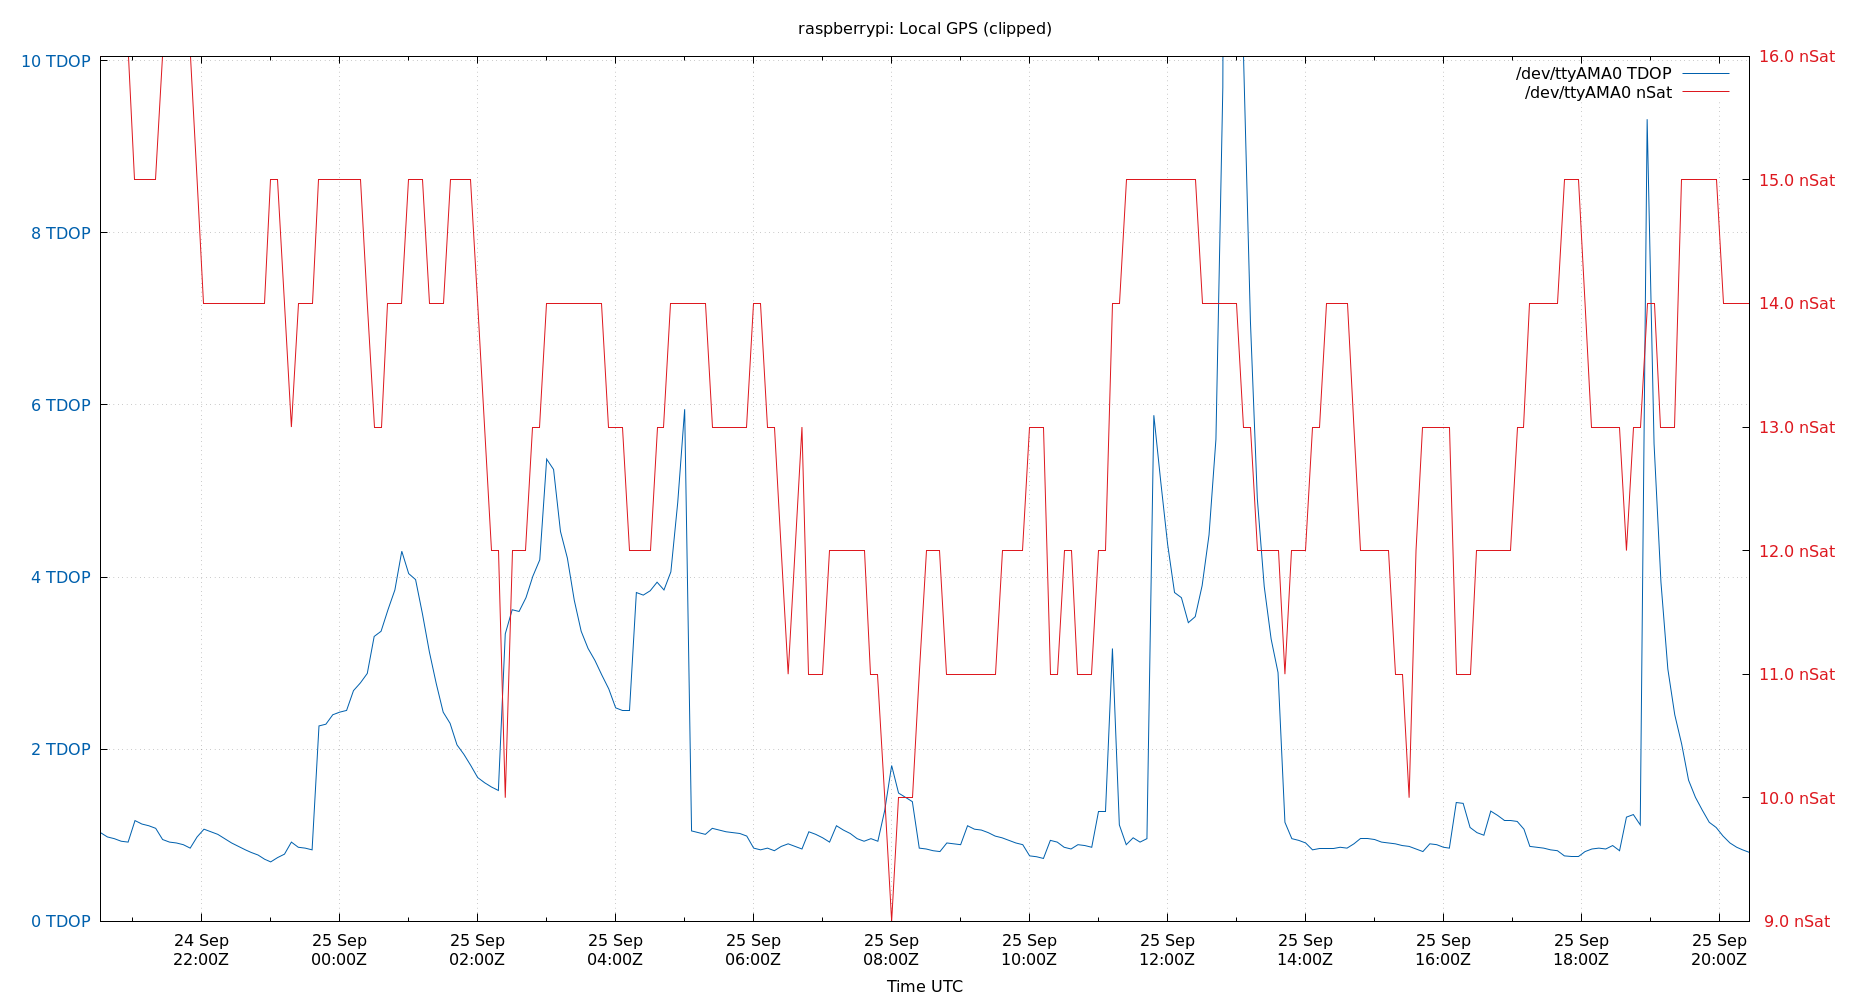 raspberrypi: Local GPS (clipped)
10 TDOP
8 TDOP
6 TDOP
4 TDOP
2 TDOP
0 TDOP
16.0 nSat
15.0 nSat
14.0 nSat
13.0 nSat
12.0 nSat
11.0 nSat
10.0 nSat
9.0 nSat
/dev/ttyAMA0 TDOP
/dev/ttyAMA0 nSat
24 Sep 25 Sep 25 Sep 25 Sep 25 Sep 25 Sep 25 Sep 25 Sep 25 Sep 25 Sep 25 Sep 25 Sep
22:00Z 00:00Z 02:00Z 04:00Z 06:00Z 08:00Z 10:00Z 12:00Z 14:00Z 16:00Z 18:00Z 20:00Z
Time UTC